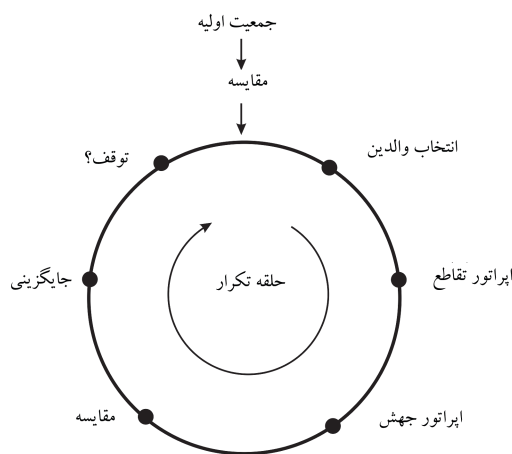 جمعیت اولیه
مقایسه
انتخاب والدین
اپراتور تقاطع
اپراتور جهش
مقایسه
جایگزینی
توقف؟
حلقه تکرار